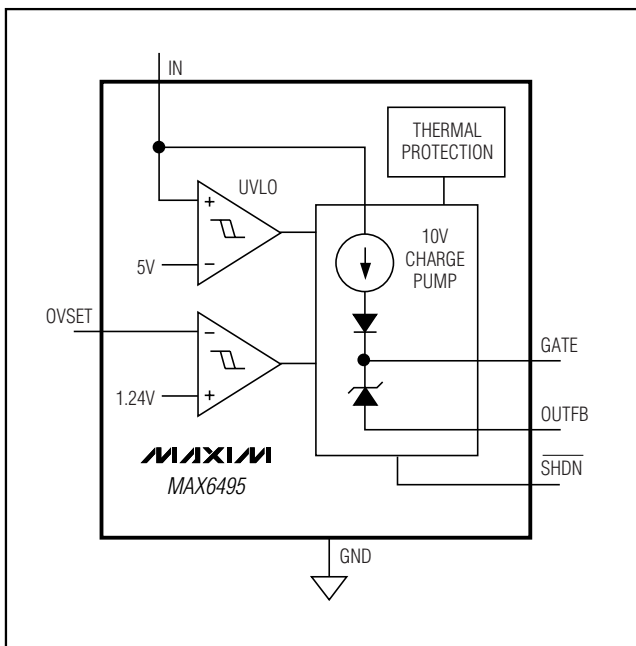 IN
THERMAL
PROTECTION
UVLO
+
−
5V
10V
CHARGE
PUMP
OVSET
−
+
1.24V
GATE
OUTFB
SHDN
MAXIM
MAX6495
GND